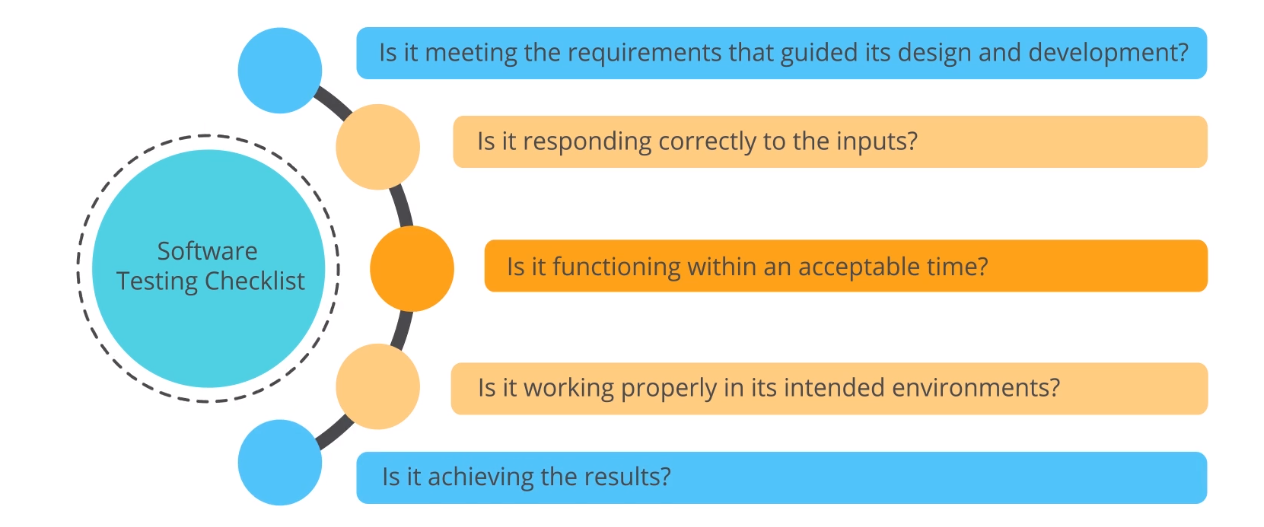 Software
Testing Checklist
Is it meeting the requirements that guided its design and development?
Is it responding correctly to the inputs?
Is it functioning within an acceptable time?
Is it working properly in its intended environments?
Is it achieving the results?